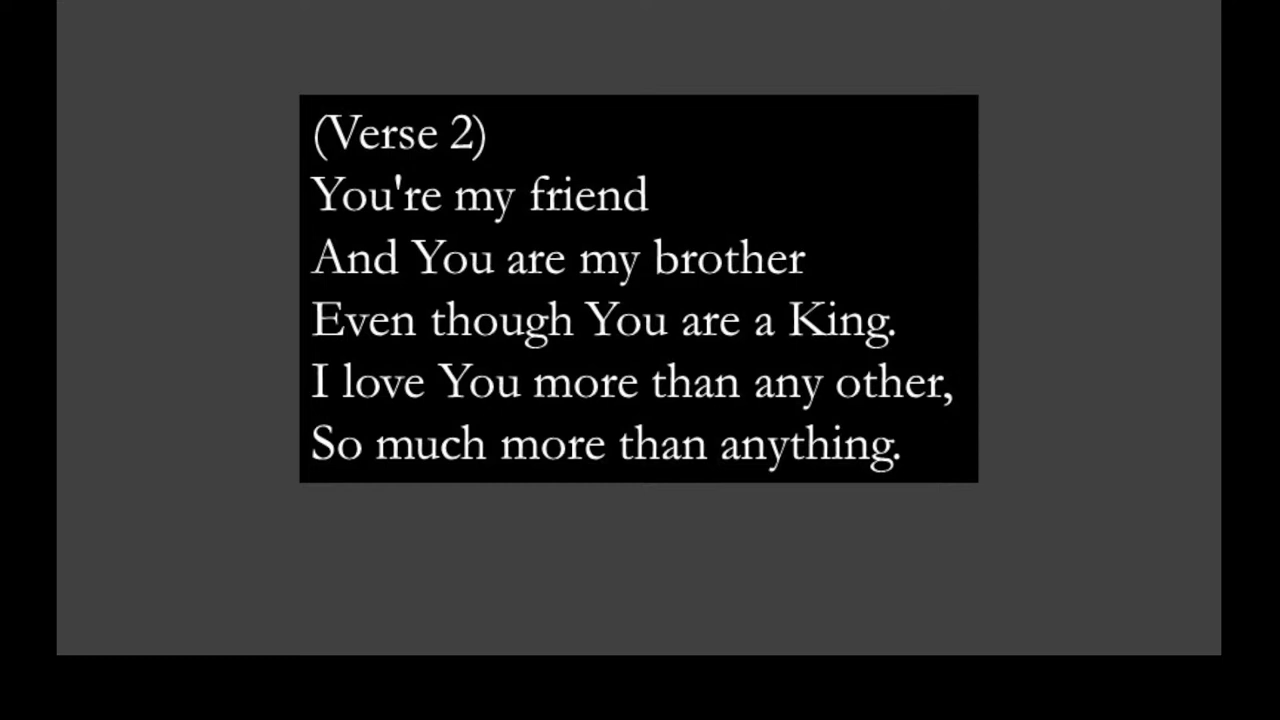 (Verse 2)
You're my friend
And You are my brother
Even though You are a King.
I love You more than any other,
So much more than anything.